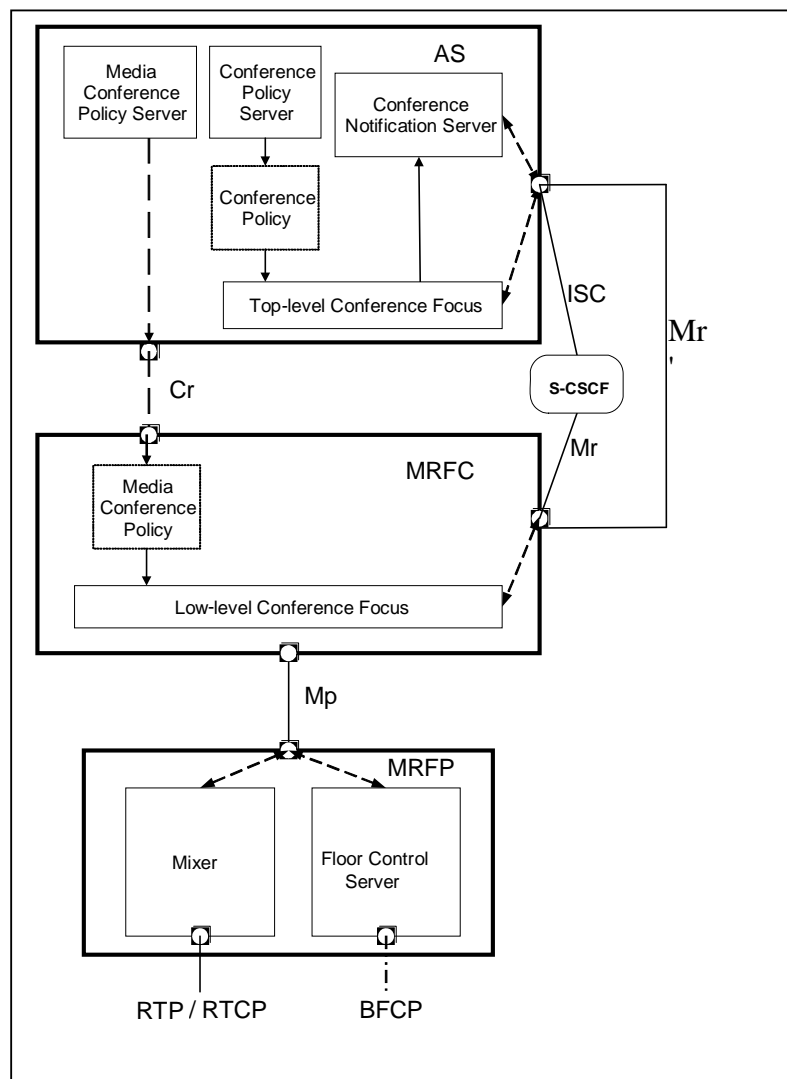 AS
Media
Conference
Policy Server
Conference
Policy
Server
Conference
Notification Server
Conference
Policy
Top-level Conference Focus
ISC
Mr
'
S-CSCF
Cr
Mr
MRFC
Media
Conference
Policy
Low-level Conference Focus
Mp
MRFP
Mixer
Floor Control
Server
RTP / RTCP
BFCP